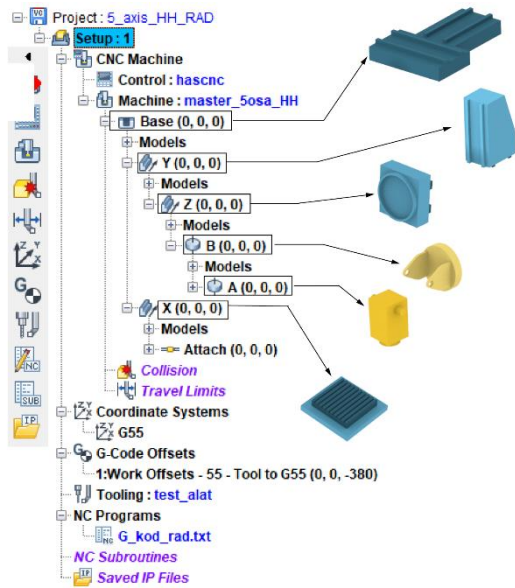 Project : 5_axis_HH_RAD
Setup : 1
CNC Machine
Control : hascnc
Machine : master_5osa_HH
Base (0, 0, 0)
Models
Y (0, 0, 0)
Models
Z (0, 0, 0)
Models
B (0, 0, 0)
Models
A (0, 0, 0)
X (0, 0, 0)
Models
Attach (0, 0, 0)
Collision
Travel Limits
Coordinate Systems
G55
G-Code Offsets
1:Work Offsets - 55 - Tool to G55 (0, 0, -380)
Tooling : test_alat
NC Programs
G_kod_rad.txt
NC Subroutines
Saved IP Files